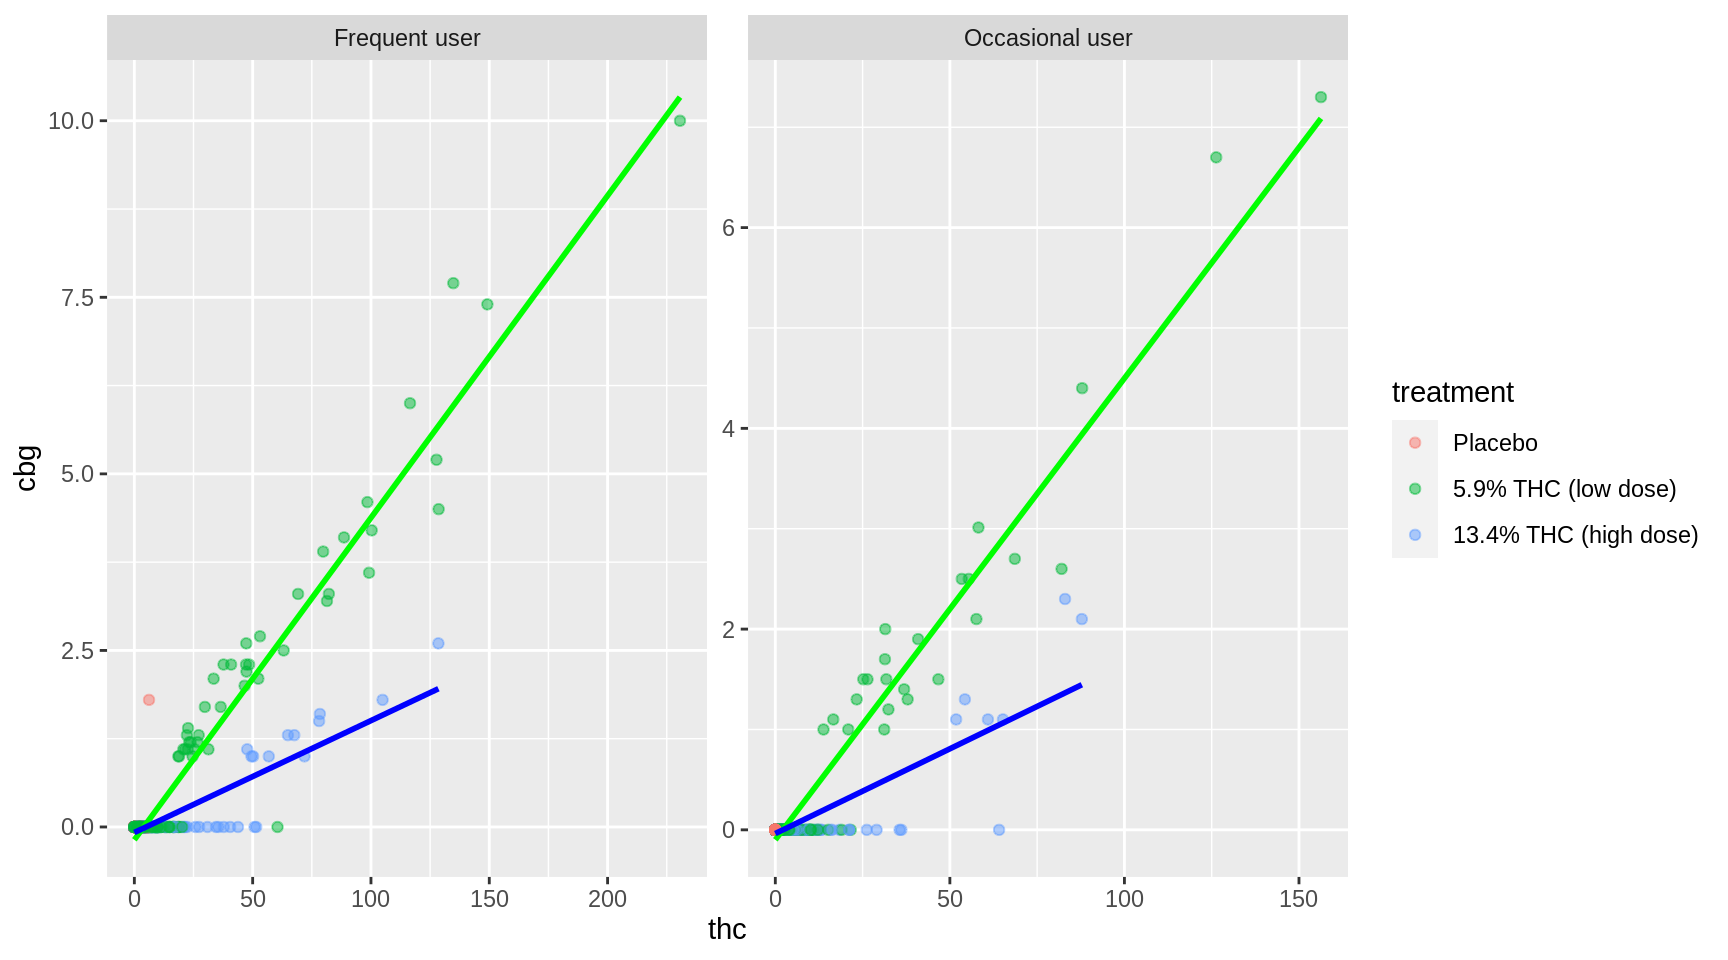 Frequent user
Occasional user
10.0
7.5
5.0
2.5
0.0
6
4
2
0
0 50 100 150 200
0 50 100 150
cbg
thc
treatment
Placebo
5.9% THC (low dose)
13.4% THC (high dose)